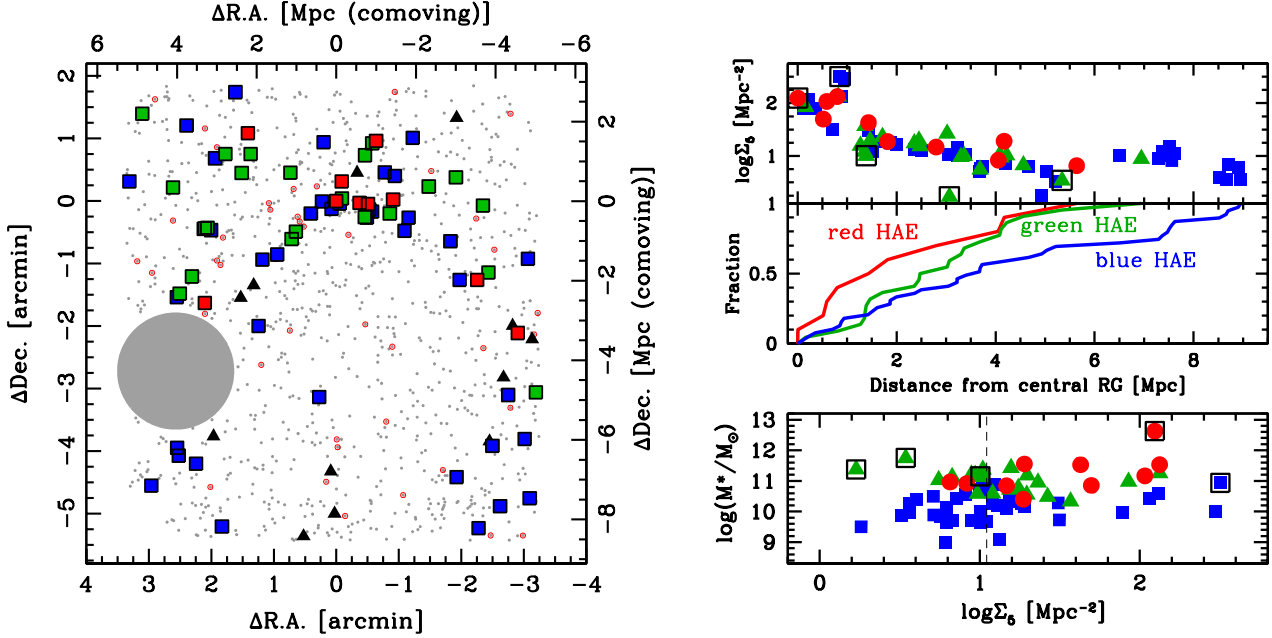 ΔR.A. [Mpc (comoving)]
6 4 2 0 −2 −4 −6
2 1 0 −1 −2 −3 −4 −5
ΔDec. [arcmin]
2 0 −2 −4 −6 −8
ΔDec. [Mpc (comoving)]
4 3 2 1 0 −1 −2 −3 −4
ΔR.A. [arcmin]
logΣ₅ [Mpc⁻²]
2 1
Fraction
1 0.5 0
red HAE
green HAE
blue HAE
0 2 4 6 8
Distance from central RG [Mpc]
log(M*/M☉)
13 12 11 10 9
0 1 2
logΣ₅ [Mpc⁻²]